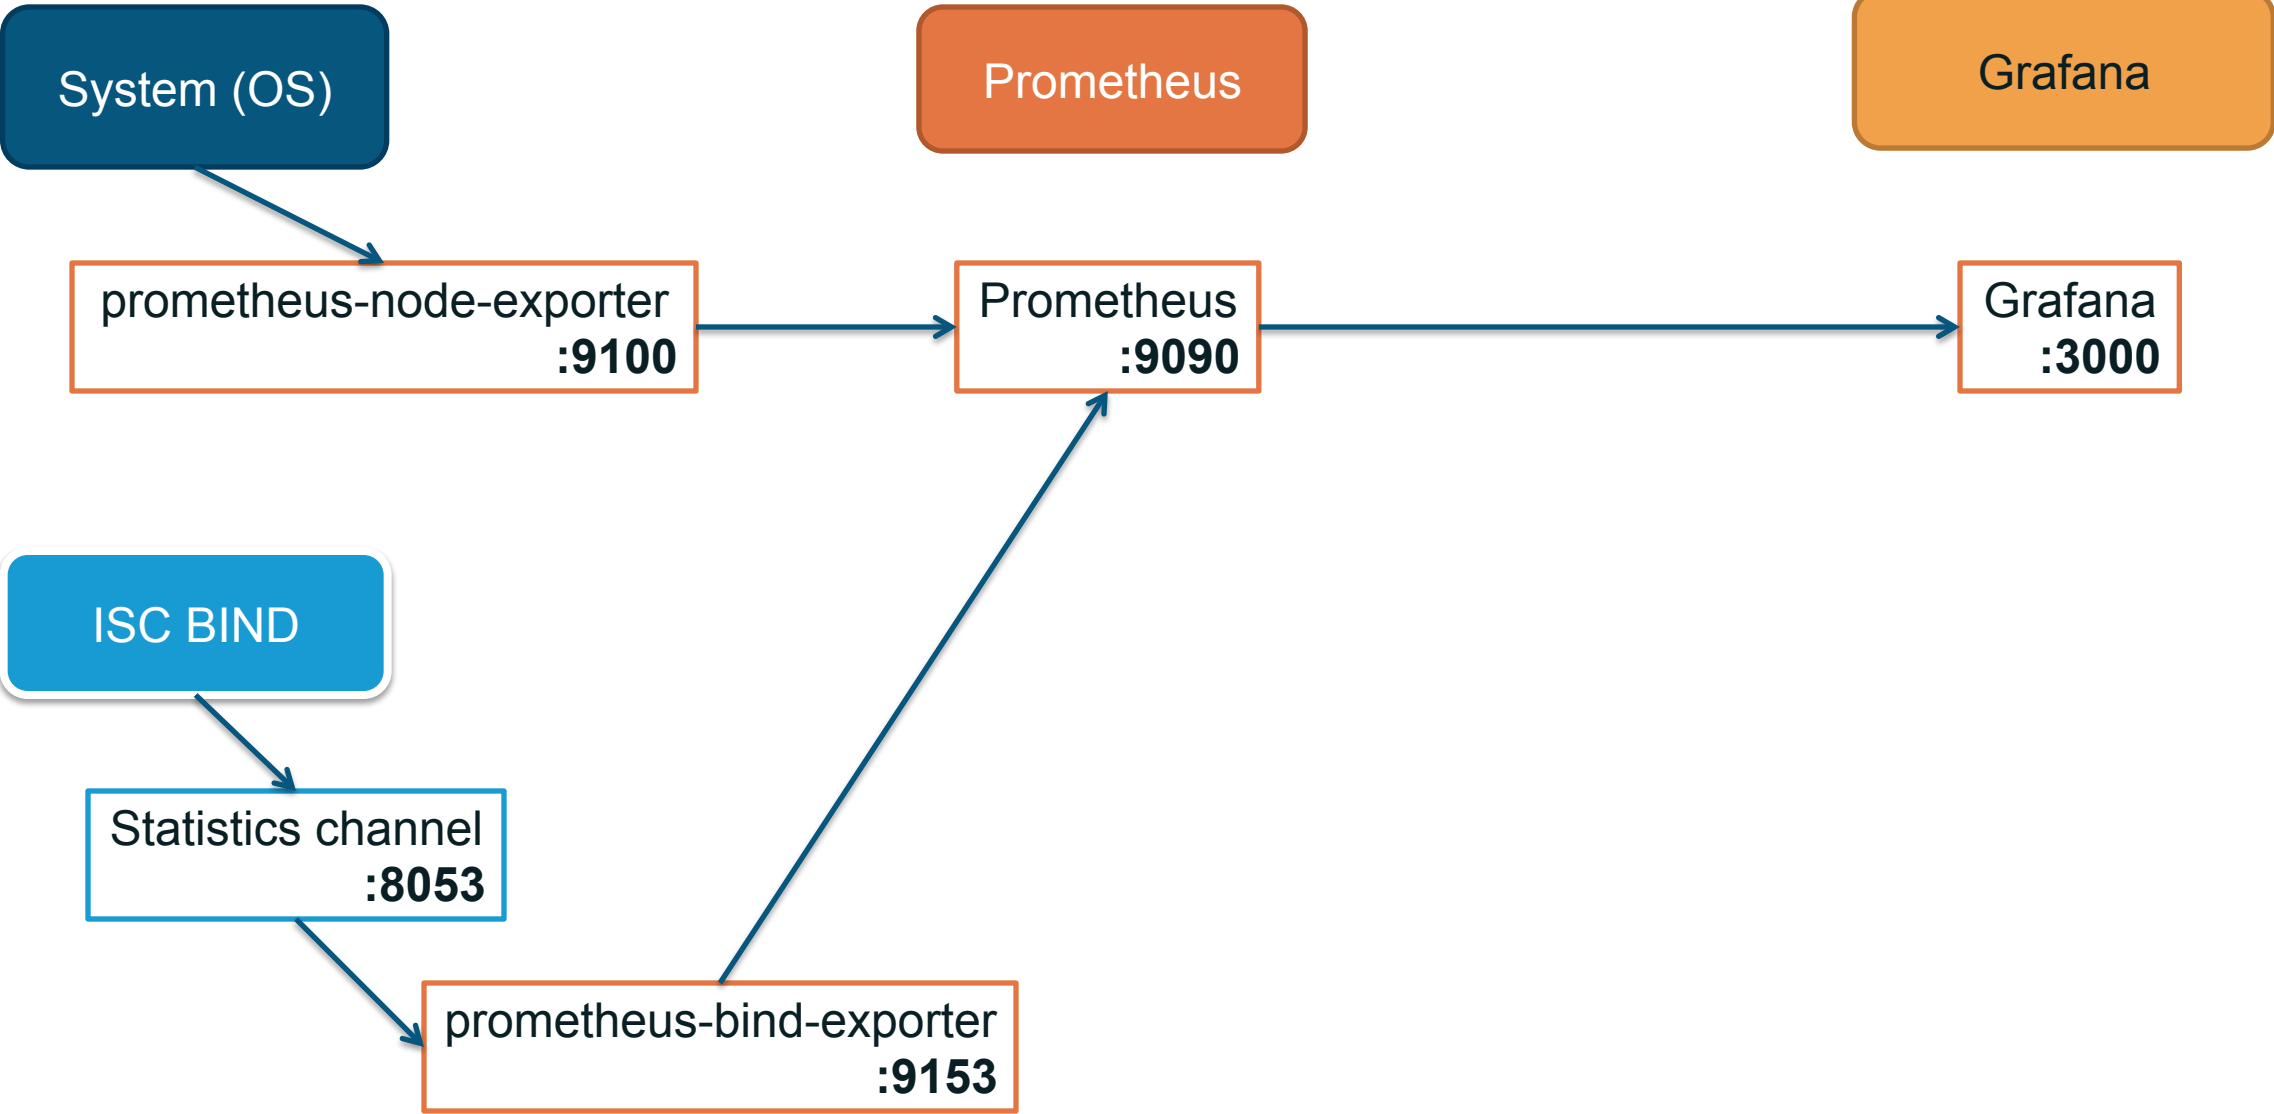 System (OS)
Prometheus
Grafana
prometheus-node-exporter
:9100
Prometheus
:9090
Grafana
:3000
ISC BIND
Statistics channel
:8053
prometheus-bind-exporter
:9153